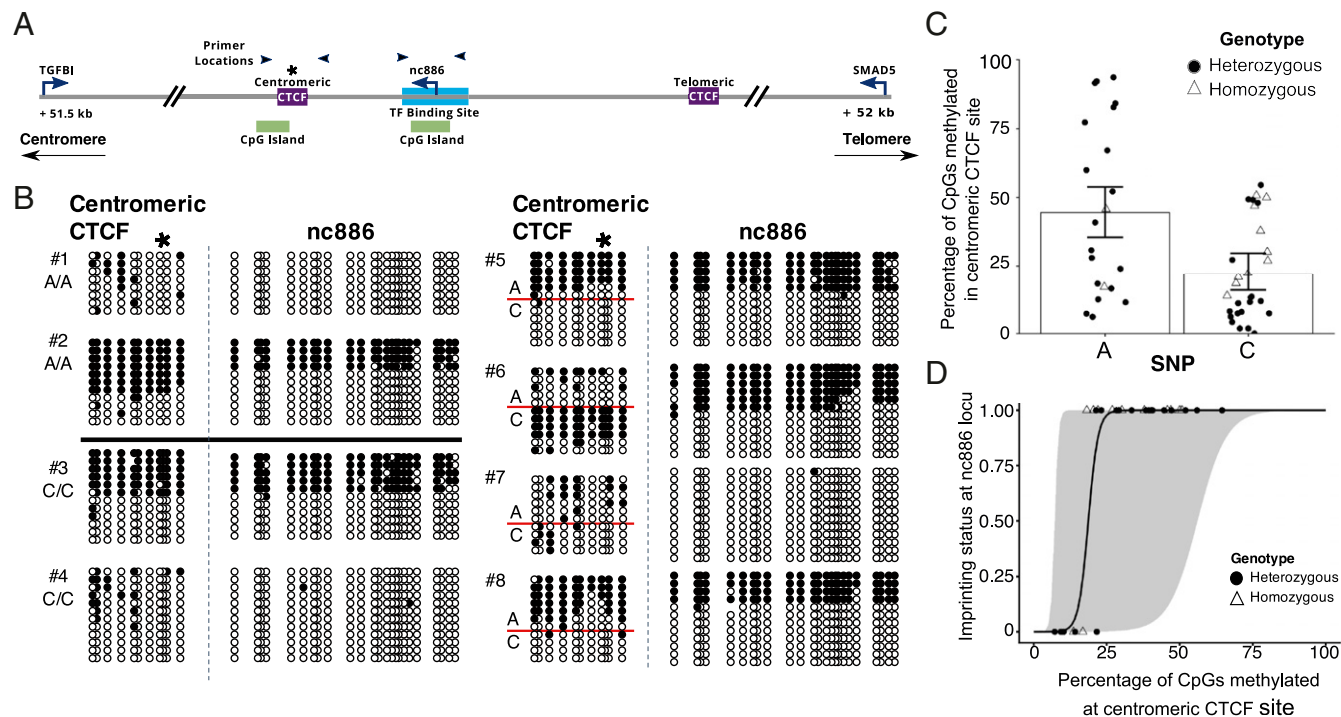 A
Primer
Locations
*
TGFBI
Centromeric
CTCF
nc886
Telomeric
CTCF
SMAD5
+ 51.5 kb
TF Binding Site
+ 52 kb
Centromere
CpG Island
CpG Island
Telomere
B
Centromeric
CTCF *
nc886
#1
A/A
#2
A/A
#3
C/C
#4
C/C
Centromeric
CTCF *
nc886
#5
A
C
#6
A
C
#7
A
C
#8
A
C
C
Genotype
Heterozygous
Homozygous
Percentage of CpGs methylated
in centromeric CTCF site
100
75
50
25
0
A
C
SNP
D
Imprinting status at nc886 locu
1.00
0.75
0.50
0.25
0
Genotype
Heterozygous
Homozygous
0 25 50 75 100
Percentage of CpGs methylated
at centromeric CTCF site